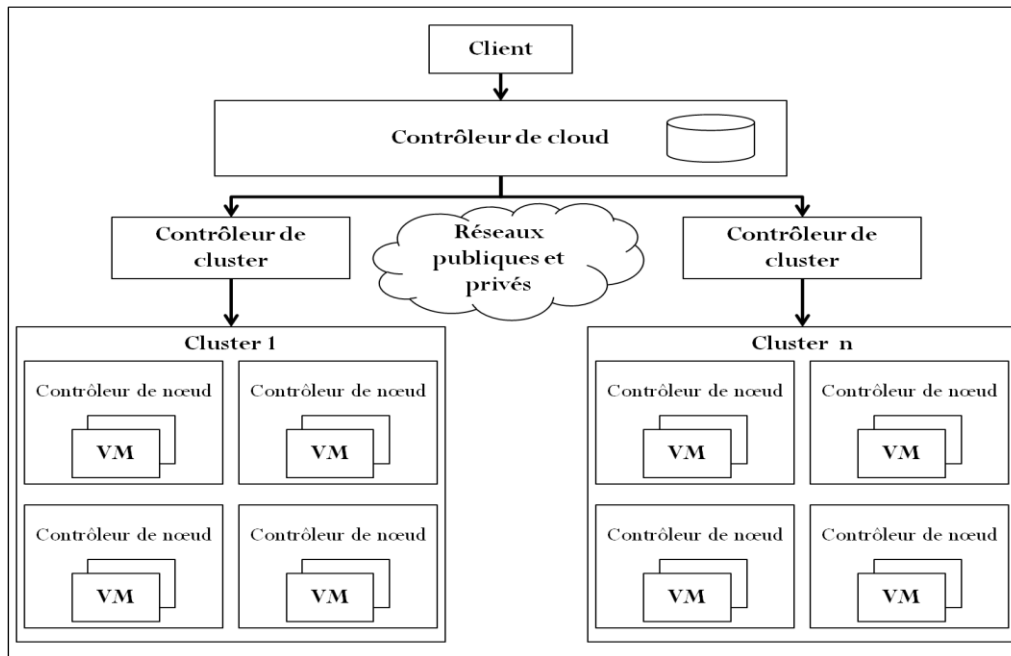 Client
Contrôleur de cloud
Contrôleur de
cluster
Réseaux
publiques et
privés
Contrôleur de
cluster
Cluster 1
Contrôleur de nœud
VM
Contrôleur de nœud
VM
Contrôleur de nœud
VM
Contrôleur de nœud
VM
Cluster n
Contrôleur de nœud
VM
Contrôleur de nœud
VM
Contrôleur de nœud
VM
Contrôleur de nœud
VM